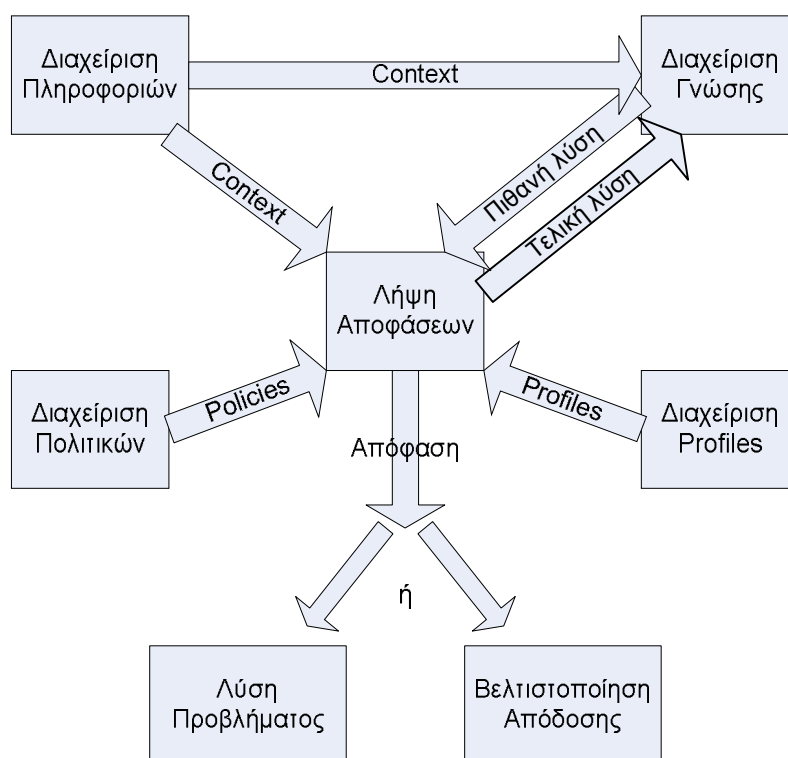 Διαχείριση
Πληροφοριών
Context
Διαχείριση
Γνώσης
Context
Πιθανή λύση
Τελική λύση
Λήψη
Αποφάσεων
Διαχείριση
Πολιτικών
Policies
Profiles
Διαχείριση
Profiles
Απόφαση
ή
Λύση
Προβλήματος
Βελτιστοποίηση
Απόδοσης